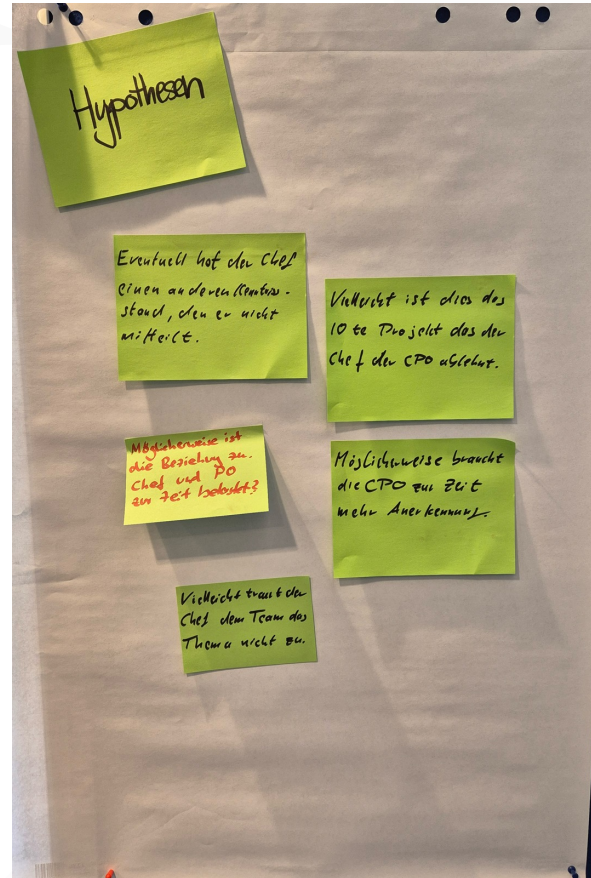 Hypothesen
Eventuell hat der Chef
einen anderen Kenntnis-
stand, den er nicht
mitteilt.
Vielleicht ist dies das
10 te Projekt das der
Chef der CPO ablehnt.
Möglicherweise ist
die Beziehung zw.
Chef und PO
zur Zeit belastet?
Möglicherweise braucht
die CPO zur Zeit
mehr Anerkennung.
Vielleicht traut der
Chef dem Team das
Thema nicht zu.